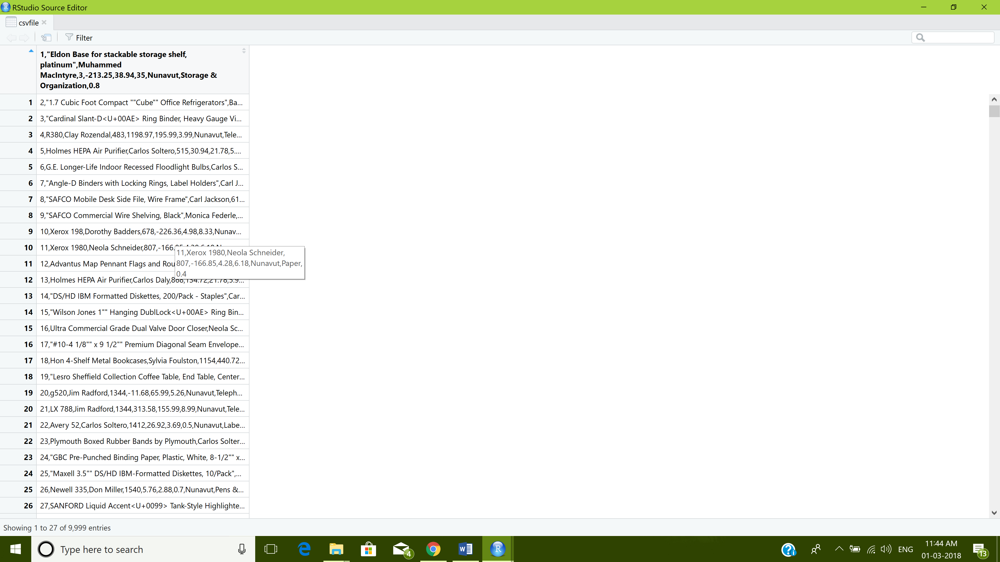 RStudio Source Editor
csvfile
Filter
1,"Eldon Base for stackable storage shelf,
platinum",Muhammed
MacIntyre,3,-213.25,38.94,35,Nunavut,Storage &
Organization,0.8
1 2,"1.7 Cubic Foot Compact ""Cube"" Office Refrigerators",Ba...
2 3,"Cardinal Slant-D<U+00AE> Ring Binder, Heavy Gauge Vi...
3 4,R380,Clay Rozendal,483,1198.97,195.99,3.99,Nunavut,Tele...
4 5,Holmes HEPA Air Purifier,Carlos Soltero,515,30.94,21.78,5....
5 6,G.E. Longer-Life Indoor Recessed Floodlight Bulbs,Carlos S...
6 7,"Angle-D Binders with Locking Rings, Label Holders",Carl J...
7 8,"SAFCO Mobile Desk Side File, Wire Frame",Carl Jackson,61...
8 9,"SAFCO Commercial Wire Shelving, Black",Monica Federle,...
9 10,Xerox 198,Dorothy Badders,678,-226.36,4.98,8.33,Nunav...
10 11,Xerox 1980,Neola Schneider,807,-166.
11,Xerox 1980,Neola Schneider,
807,-166.85,4.28,6.18,Nunavut,Paper,
0.4
11 12,Advantus Map Pennant Flags and Rou
12 13,Holmes HEPA Air Purifier,Carlos Daly,868,134.72,21.78,5.9...
13 14,"DS/HD IBM Formatted Diskettes, 200/Pack - Staples",Car...
14 15,"Wilson Jones 1"" Hanging DublLock<U+00AE> Ring Bin...
15 16,Ultra Commercial Grade Dual Valve Door Closer,Neola Sc...
16 17,"#10-4 1/8"" x 9 1/2"" Premium Diagonal Seam Envelope...
17 18,Hon 4-Shelf Metal Bookcases,Sylvia Foulston,1154,440.72...
18 19,"Lesro Sheffield Collection Coffee Table, End Table, Center...
19 20,g520,Jim Radford,1344,-11.68,65.99,5.26,Nunavut,Teleph...
20 21,LX 788,Jim Radford,1344,313.58,155.99,8.99,Nunavut,Tele...
21 22,Avery 52,Carlos Soltero,1412,26.92,3.69,0.5,Nunavut,Labe...
22 23,Plymouth Boxed Rubber Bands by Plymouth,Carlos Solter...
23 24,"GBC Pre-Punched Binding Paper, Plastic, White, 8-1/2"" x...
24 25,"Maxell 3.5"" DS/HD IBM-Formatted Diskettes, 10/Pack",...
25 26,Newell 335,Don Miller,1540,5.76,2.88,0.7,Nunavut,Pens &...
26 27,SANFORD Liquid Accent<U+0099> Tank-Style Highlighte...
Showing 1 to 27 of 9,999 entries
Type here to search
4
ENG
11:44 AM
01-03-2018
13